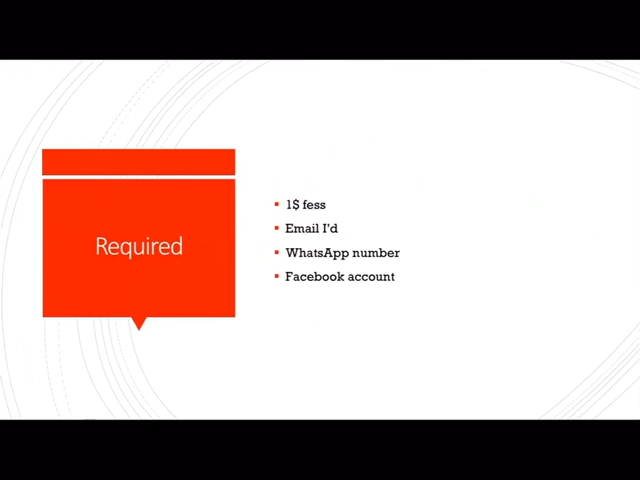 Required
1$ fess
Email I'd
WhatsApp number
Facebook account